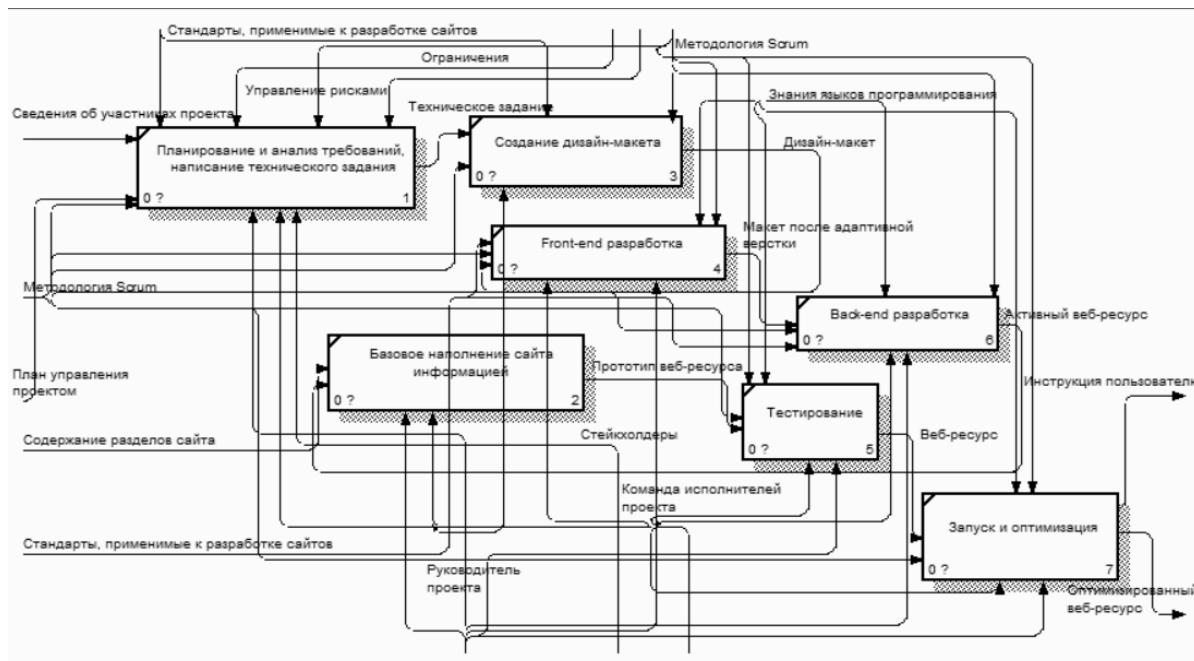 Стандарты, применимые к разработке сайтов
Методология Scrum
Ограничения
Управление рисками
Техническое задание
Знания языков программирования
Сведения об участниках проекта
Планирование и анализ требований,
написание технического задания
0 ?
1
Создание дизайн-макета
0 ?
3
Дизайн-макет
Front-end разработка
0 ?
4
Макет после адаптивной
верстки
Методология Scrum
Back-end разработка
0 ?
6
Активный веб-ресурс
Базовое наполнение сайта
информацией
0 ?
2
Прототип веб-ресурса
План управления
проектом
Инструкция пользователю
Тестирование
0 ?
5
Содержание разделов сайта
Стейкхолдеры
Веб-ресурс
Команда исполнителей
проекта
Запуск и оптимизация
0 ?
7
Стандарты, применимые к разработке сайтов
Руководитель
проекта
Оптимизированный
веб-ресурс